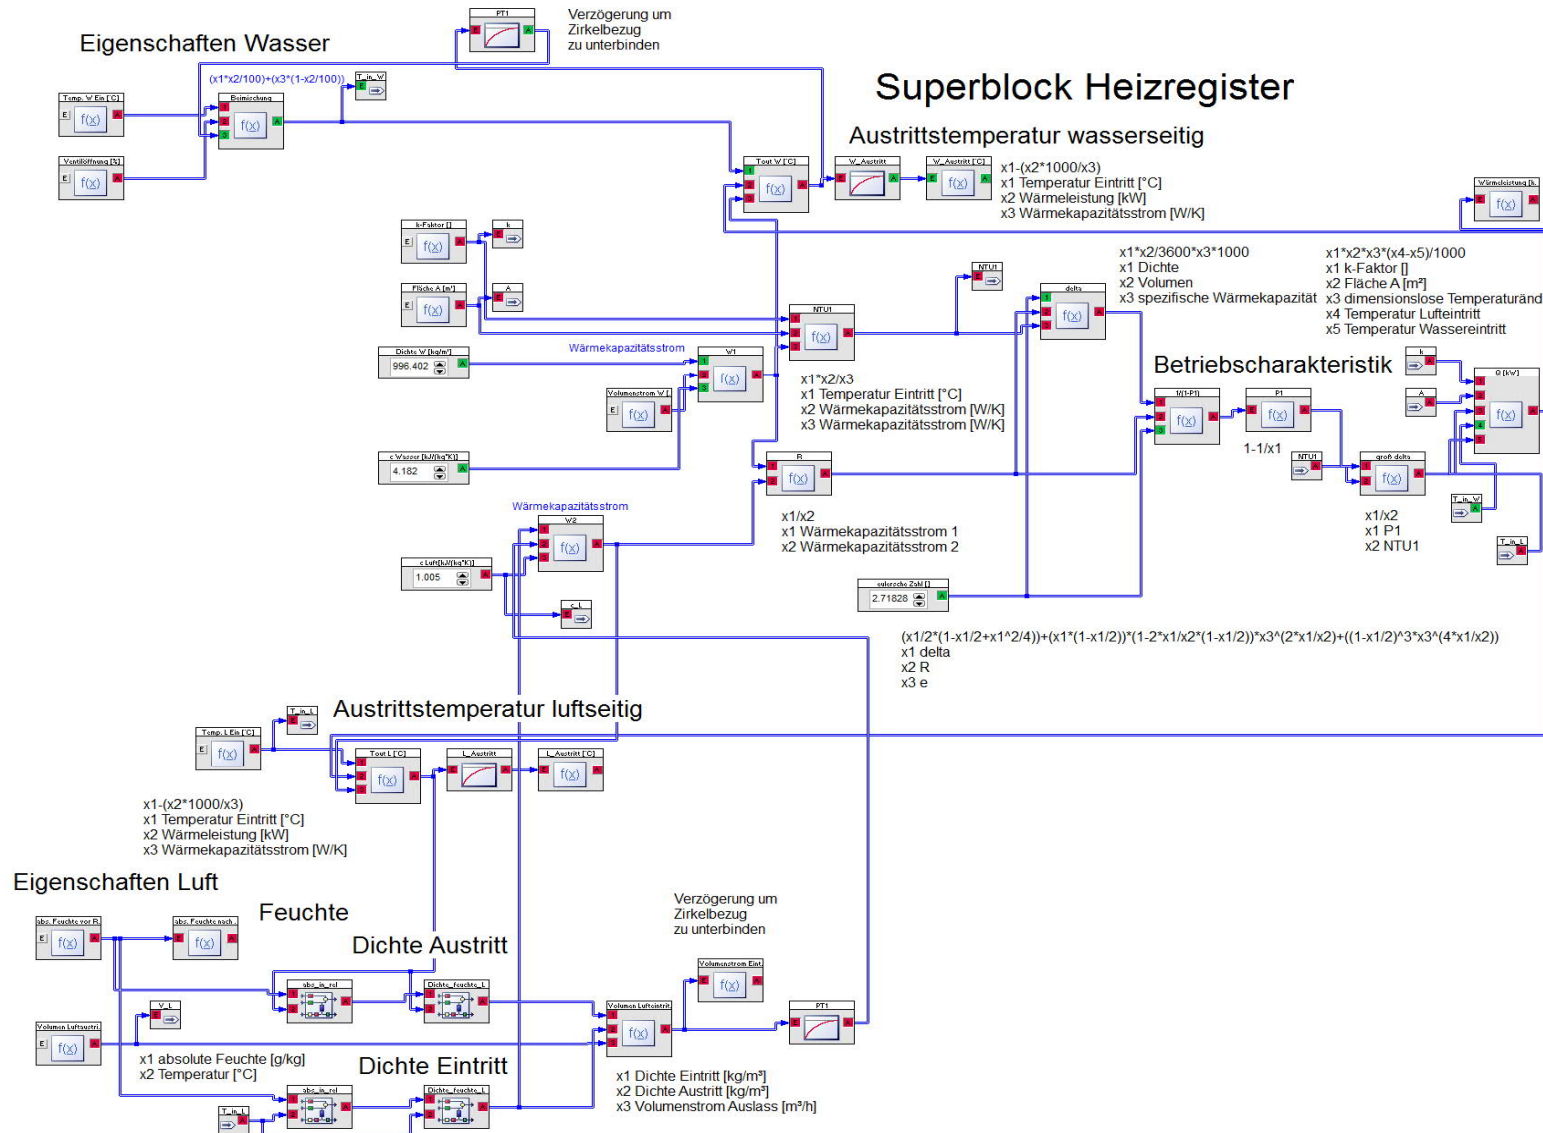 PT1
Verzögerung um
Zirkelbezug
zu unterbinden
Eigenschaften Wasser
(x1*x2/100)+(x3*(1-x2/100))
T_in_W
Temp. W Ein [°C]
Beimischung
Ventilöffnung [%]
Superblock Heizregister
Austrittstemperatur wasserseitig
Tout W [°C]
W_Austritt
W_Austritt [°C]
x1-(x2*1000/x3)
x1 Temperatur Eintritt [°C]
x2 Wärmeleistung [kW]
x3 Wärmekapazitätsstrom [W/K]
Wärmeleistung [k.
k-Faktor []
k
Fläche A [m²]
A
NTU1
delta
x1*x2/3600*x3*1000
x1 Dichte
x2 Volumen
x3 spezifische Wärmekapazität
x1*x2*x3*(x4-x5)/1000
x1 k-Faktor []
x2 Fläche A [m²]
x3 dimensionslose Temperaturänd
x4 Temperatur Lufteintritt
x5 Temperatur Wassereintritt
NTU1
Dichte W [kg/m³]
996.402
Wärmekapazitätsstrom
W1
Volumenstrom W [.
x1*x2/x3
x1 Temperatur Eintritt [°C]
x2 Wärmekapazitätsstrom [W/K]
x3 Wärmekapazitätsstrom [W/K]
Betriebscharakteristik
k
A
Q [kW]
1/(1-P1)
P1
1-1/x1
c Wasser [kJ/(kg*K)]
4.182
R
x1/x2
x1 Wärmekapazitätsstrom 1
x2 Wärmekapazitätsstrom 2
NTU1
groß delta
x1/x2
x1 P1
x2 NTU1
T_in_W
T_in_L
Wärmekapazitätsstrom
W2
c Luft[kJ/(kg*K)]
1.005
c_L
eulersche Zahl []
2.71828
(x1/2*(1-x1/2+x1^2/4))+(x1*(1-x1/2))*(1-2*x1/x2*(1-x1/2))*x3^(2*x1/x2)+((1-x1/2)^3*x3^(4*x1/x2))
x1 delta
x2 R
x3 e
Austrittstemperatur luftseitig
T_in_L
Temp. L Ein [°C]
Tout L [°C]
L_Austritt
L_Austritt [°C]
x1-(x2*1000/x3)
x1 Temperatur Eintritt [°C]
x2 Wärmeleistung [kW]
x3 Wärmekapazitätsstrom [W/K]
Eigenschaften Luft
Feuchte
abs. Feuchte vor R.
abs. Feuchte nach .
Dichte Austritt
abs_in_rel
Dichte_feuchte_L
V_L
Volumen Luftaustri.
x1 absolute Feuchte [g/kg]
x2 Temperatur [°C]
Dichte Eintritt
abs_in_rel
Dichte_feuchte_L
T_in_L
Verzögerung um
Zirkelbezug
zu unterbinden
Volumenstrom Eint.
Volumen Lufteintrit.
PT1
x1 Dichte Eintritt [kg/m³]
x2 Dichte Austritt [kg/m³]
x3 Volumenstrom Auslass [m³/h]